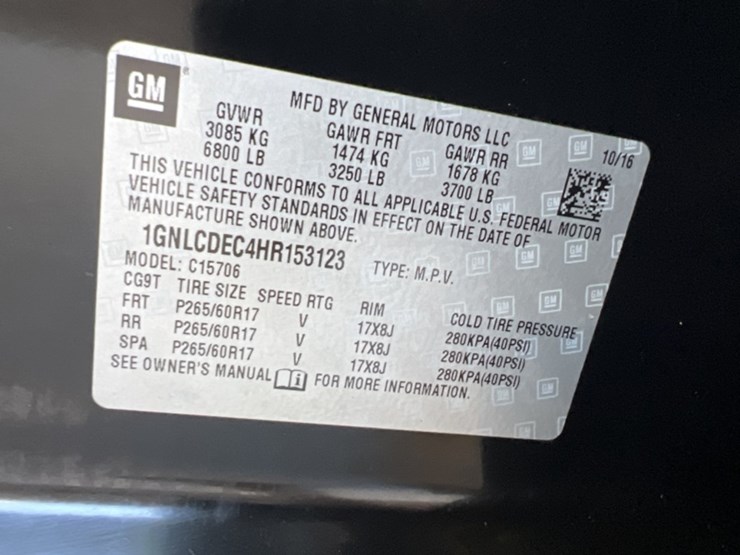 GM
MFD BY GENERAL MOTORS LLC
10/16
GVWR GAWR FRT GAWR RR
3085 KG 1474 KG 1678 KG
6800 LB 3250 LB 3700 LB
THIS VEHICLE CONFORMS TO ALL APPLICABLE U.S. FEDERAL MOTOR
VEHICLE SAFETY STANDARDS IN EFFECT ON THE DATE OF
MANUFACTURE SHOWN ABOVE.
1GNLCDEC4HR153123 TYPE: M.P.V.
MODEL: C15706
CG9T TIRE SIZE SPEED RTG RIM COLD TIRE PRESSURE
FRT P265/60R17 V 17X8J 280KPA(40PSI)
RR P265/60R17 V 17X8J 280KPA(40PSI)
SPA P265/60R17 V 17X8J 280KPA(40PSI)
SEE OWNER'S MANUAL FOR MORE INFORMATION.